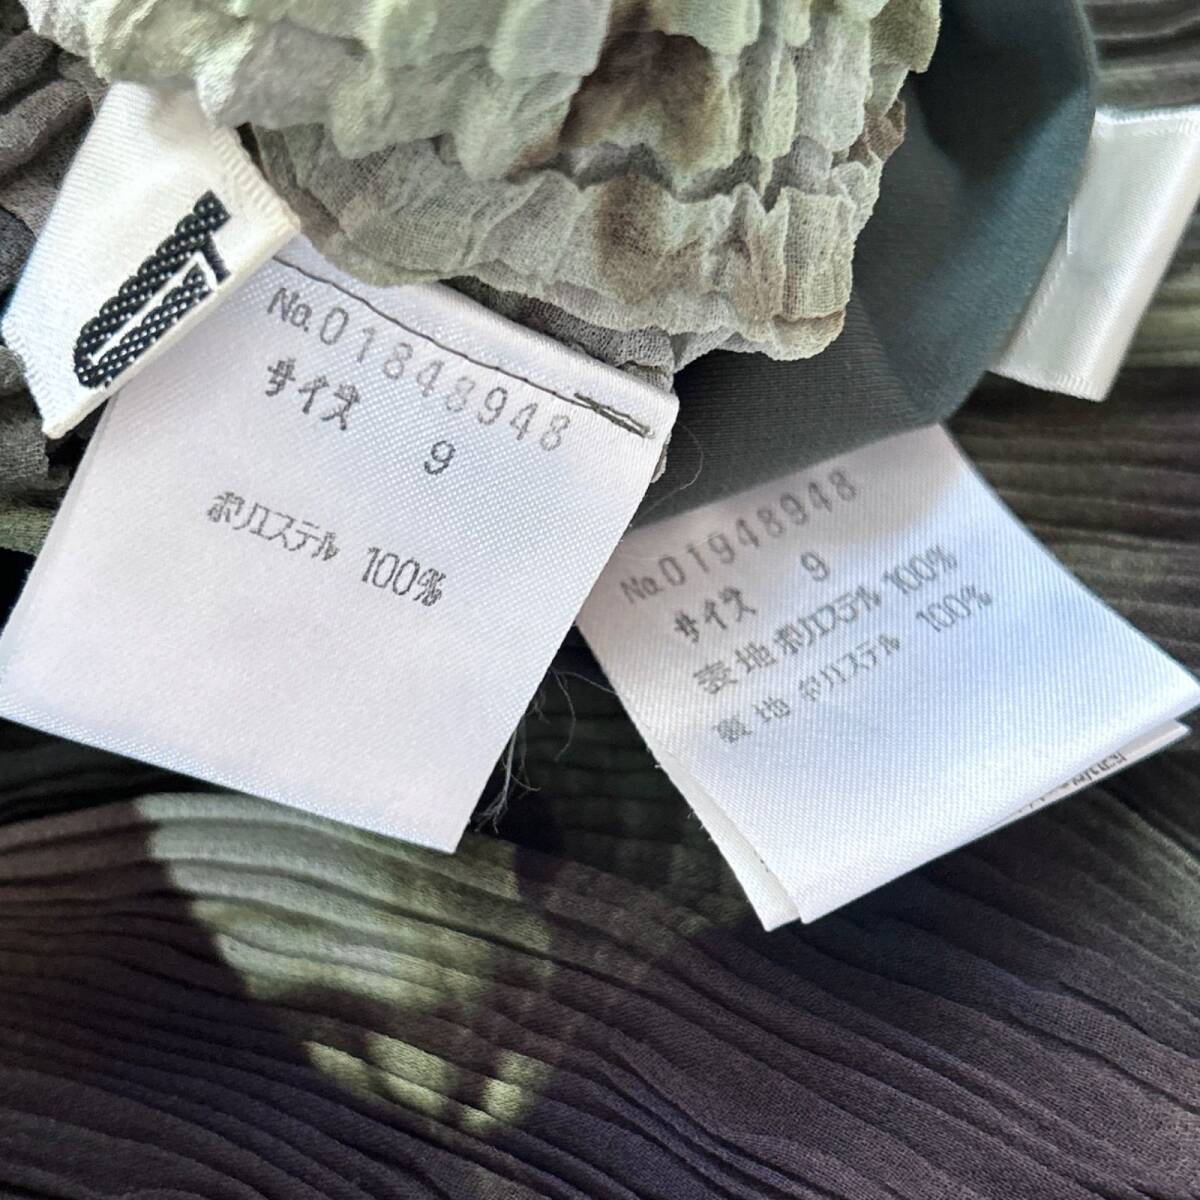 No.01848948
サイズ
9
ポリエステル 100%
No.01948948
サイズ 9
表地 ポリエステル 100%
裏地 ポリエステル 100%